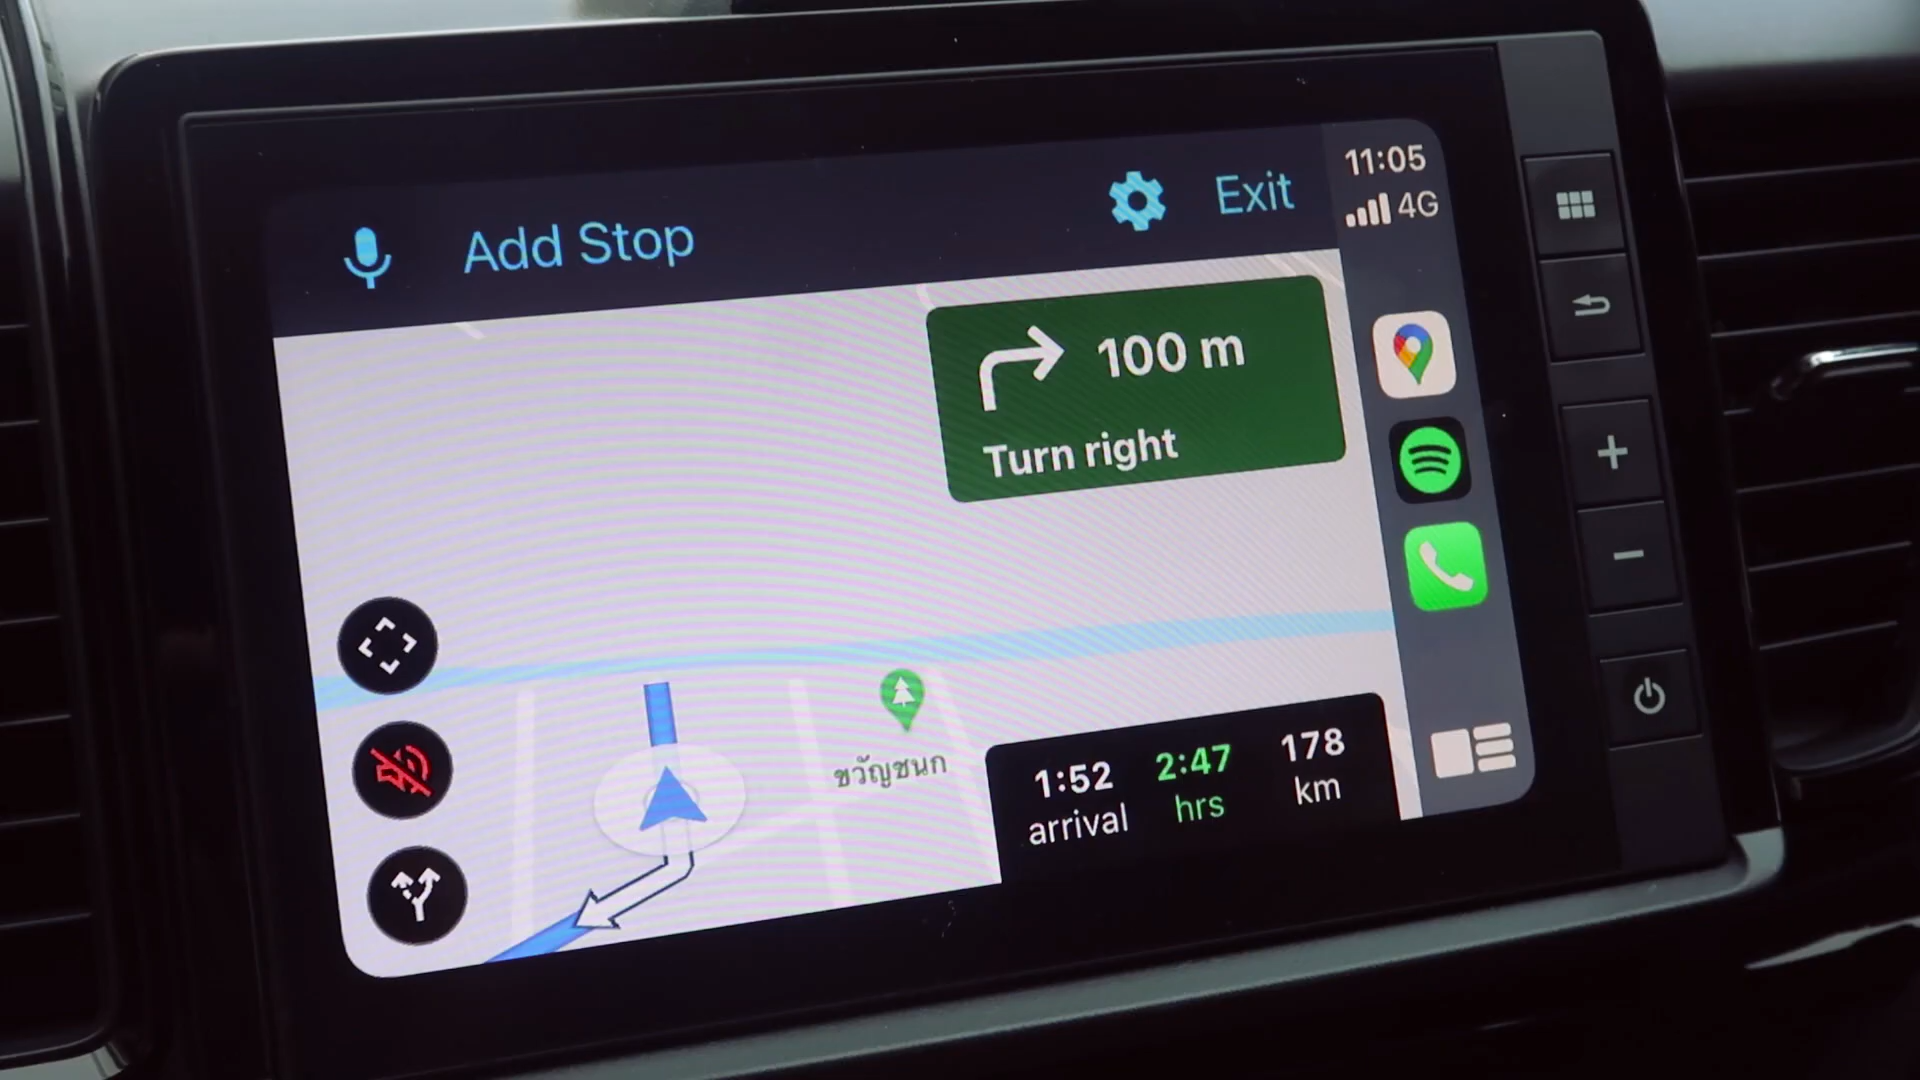 11:05
4G
Add Stop
Exit
100 m
Turn right
ขวัญชนก
1:52
arrival
2:47
hrs
178
km